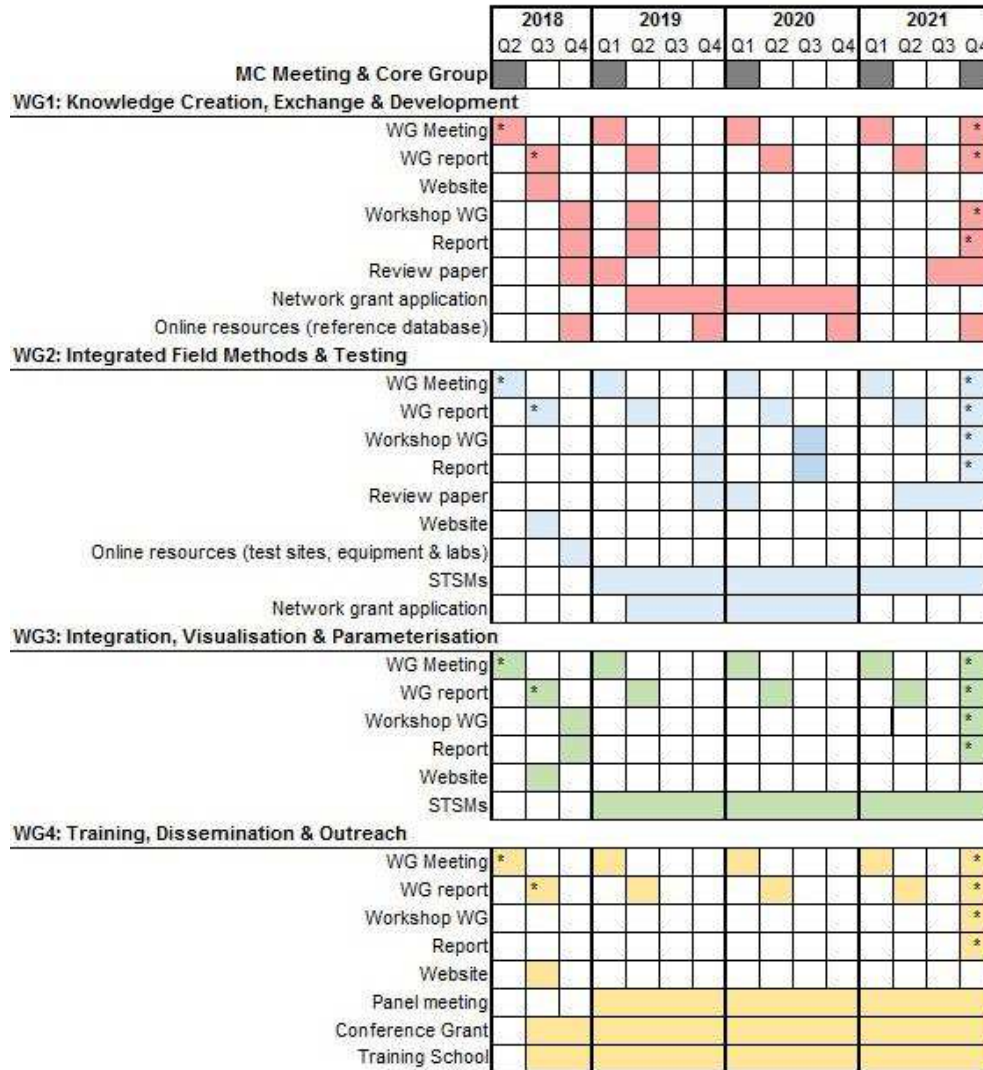 2018 2019 2020 2021
Q2 Q3 Q4 Q1 Q2 Q3 Q4 Q1 Q2 Q3 Q4 Q1 Q2 Q3 Q4
MC Meeting & Core Group
WG1: Knowledge Creation, Exchange & Development
WG Meeting * *
WG report * *
Website
Workshop WG *
Report *
Review paper
Network grant application
Online resources (reference database)
WG2: Integrated Field Methods & Testing
WG Meeting * *
WG report * *
Workshop WG *
Report *
Review paper
Website
Online resources (test sites, equipment & labs)
STSMs
Network grant application
WG3: Integration, Visualisation & Parameterisation
WG Meeting * *
WG report * *
Workshop WG *
Report *
Website
STSMs
WG4: Training, Dissemination & Outreach
WG Meeting * *
WG report * *
Workshop WG *
Report *
Website
Panel meeting
Conference Grant
Training School